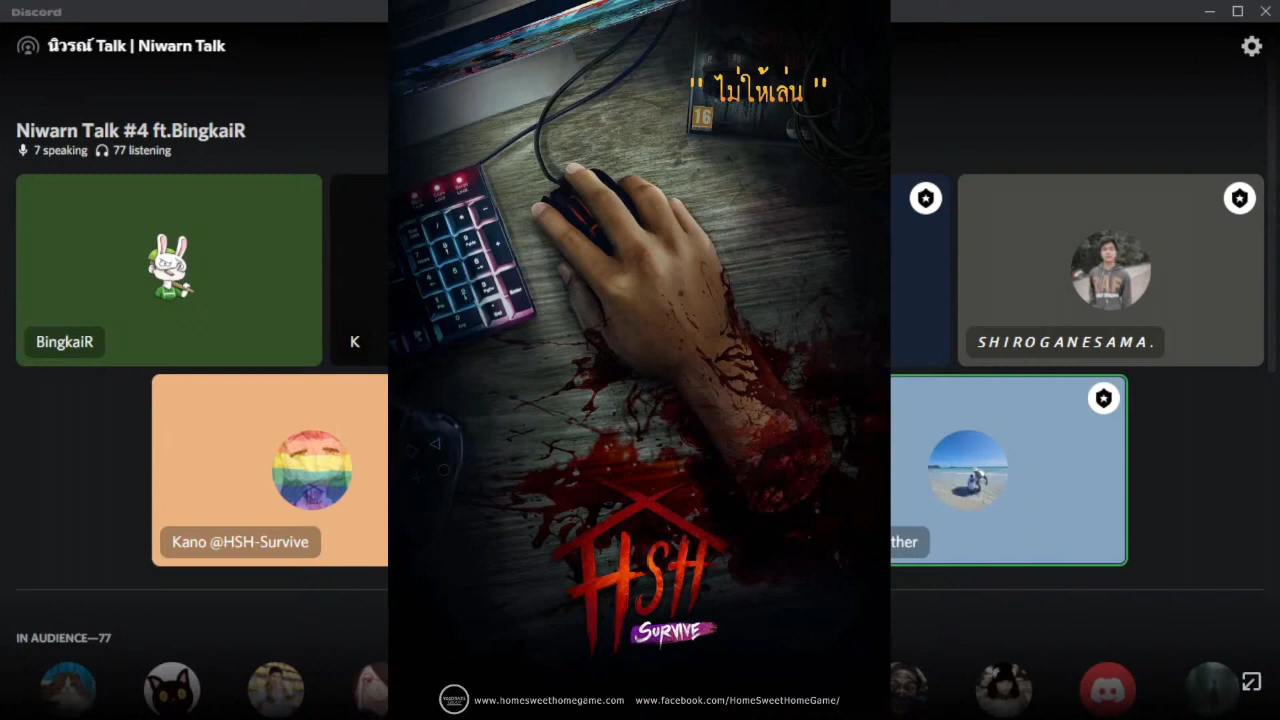 Discord
นิวรณ์ Talk | Niwarn Talk
Niwarn Talk #4 ft.BingkaiR
7 speaking 77 listening
" ไม่ให้เล่น "
16
BingkaiR
K
S H I R O G A N E S A M A .
Kano @HSH-Survive
ther
HSH
SURVIVE
IN AUDIENCE—77
www.homesweethomegame.com www.facebook.com/HomeSweetHomeGame/